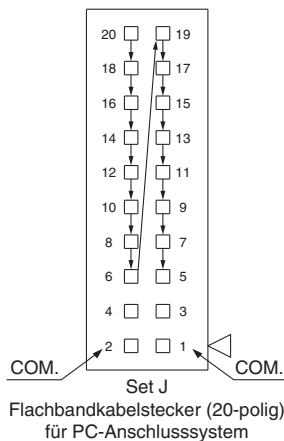 20 19
18 17
16 15
14 13
12 11
10 9
8 7
6 5
4 3
2 1
COM. COM.
Set J
Flachbandkabelstecker (20-polig)
für PC-Anschlusssystem